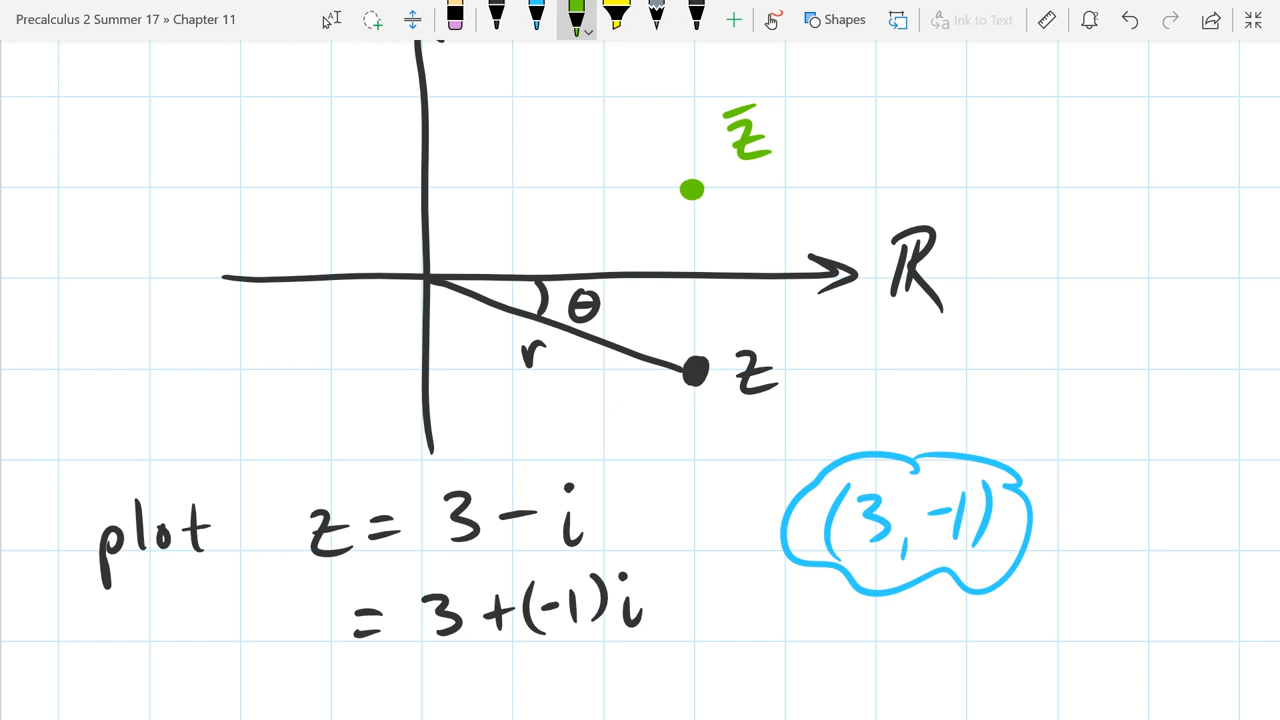 Precalculus 2 Summer 17 » Chapter 11
Shapes
Ink to Text
z̅
ℝ
θ
r
z
plot z = 3 - i
(3, -1)
= 3 + (-1)i